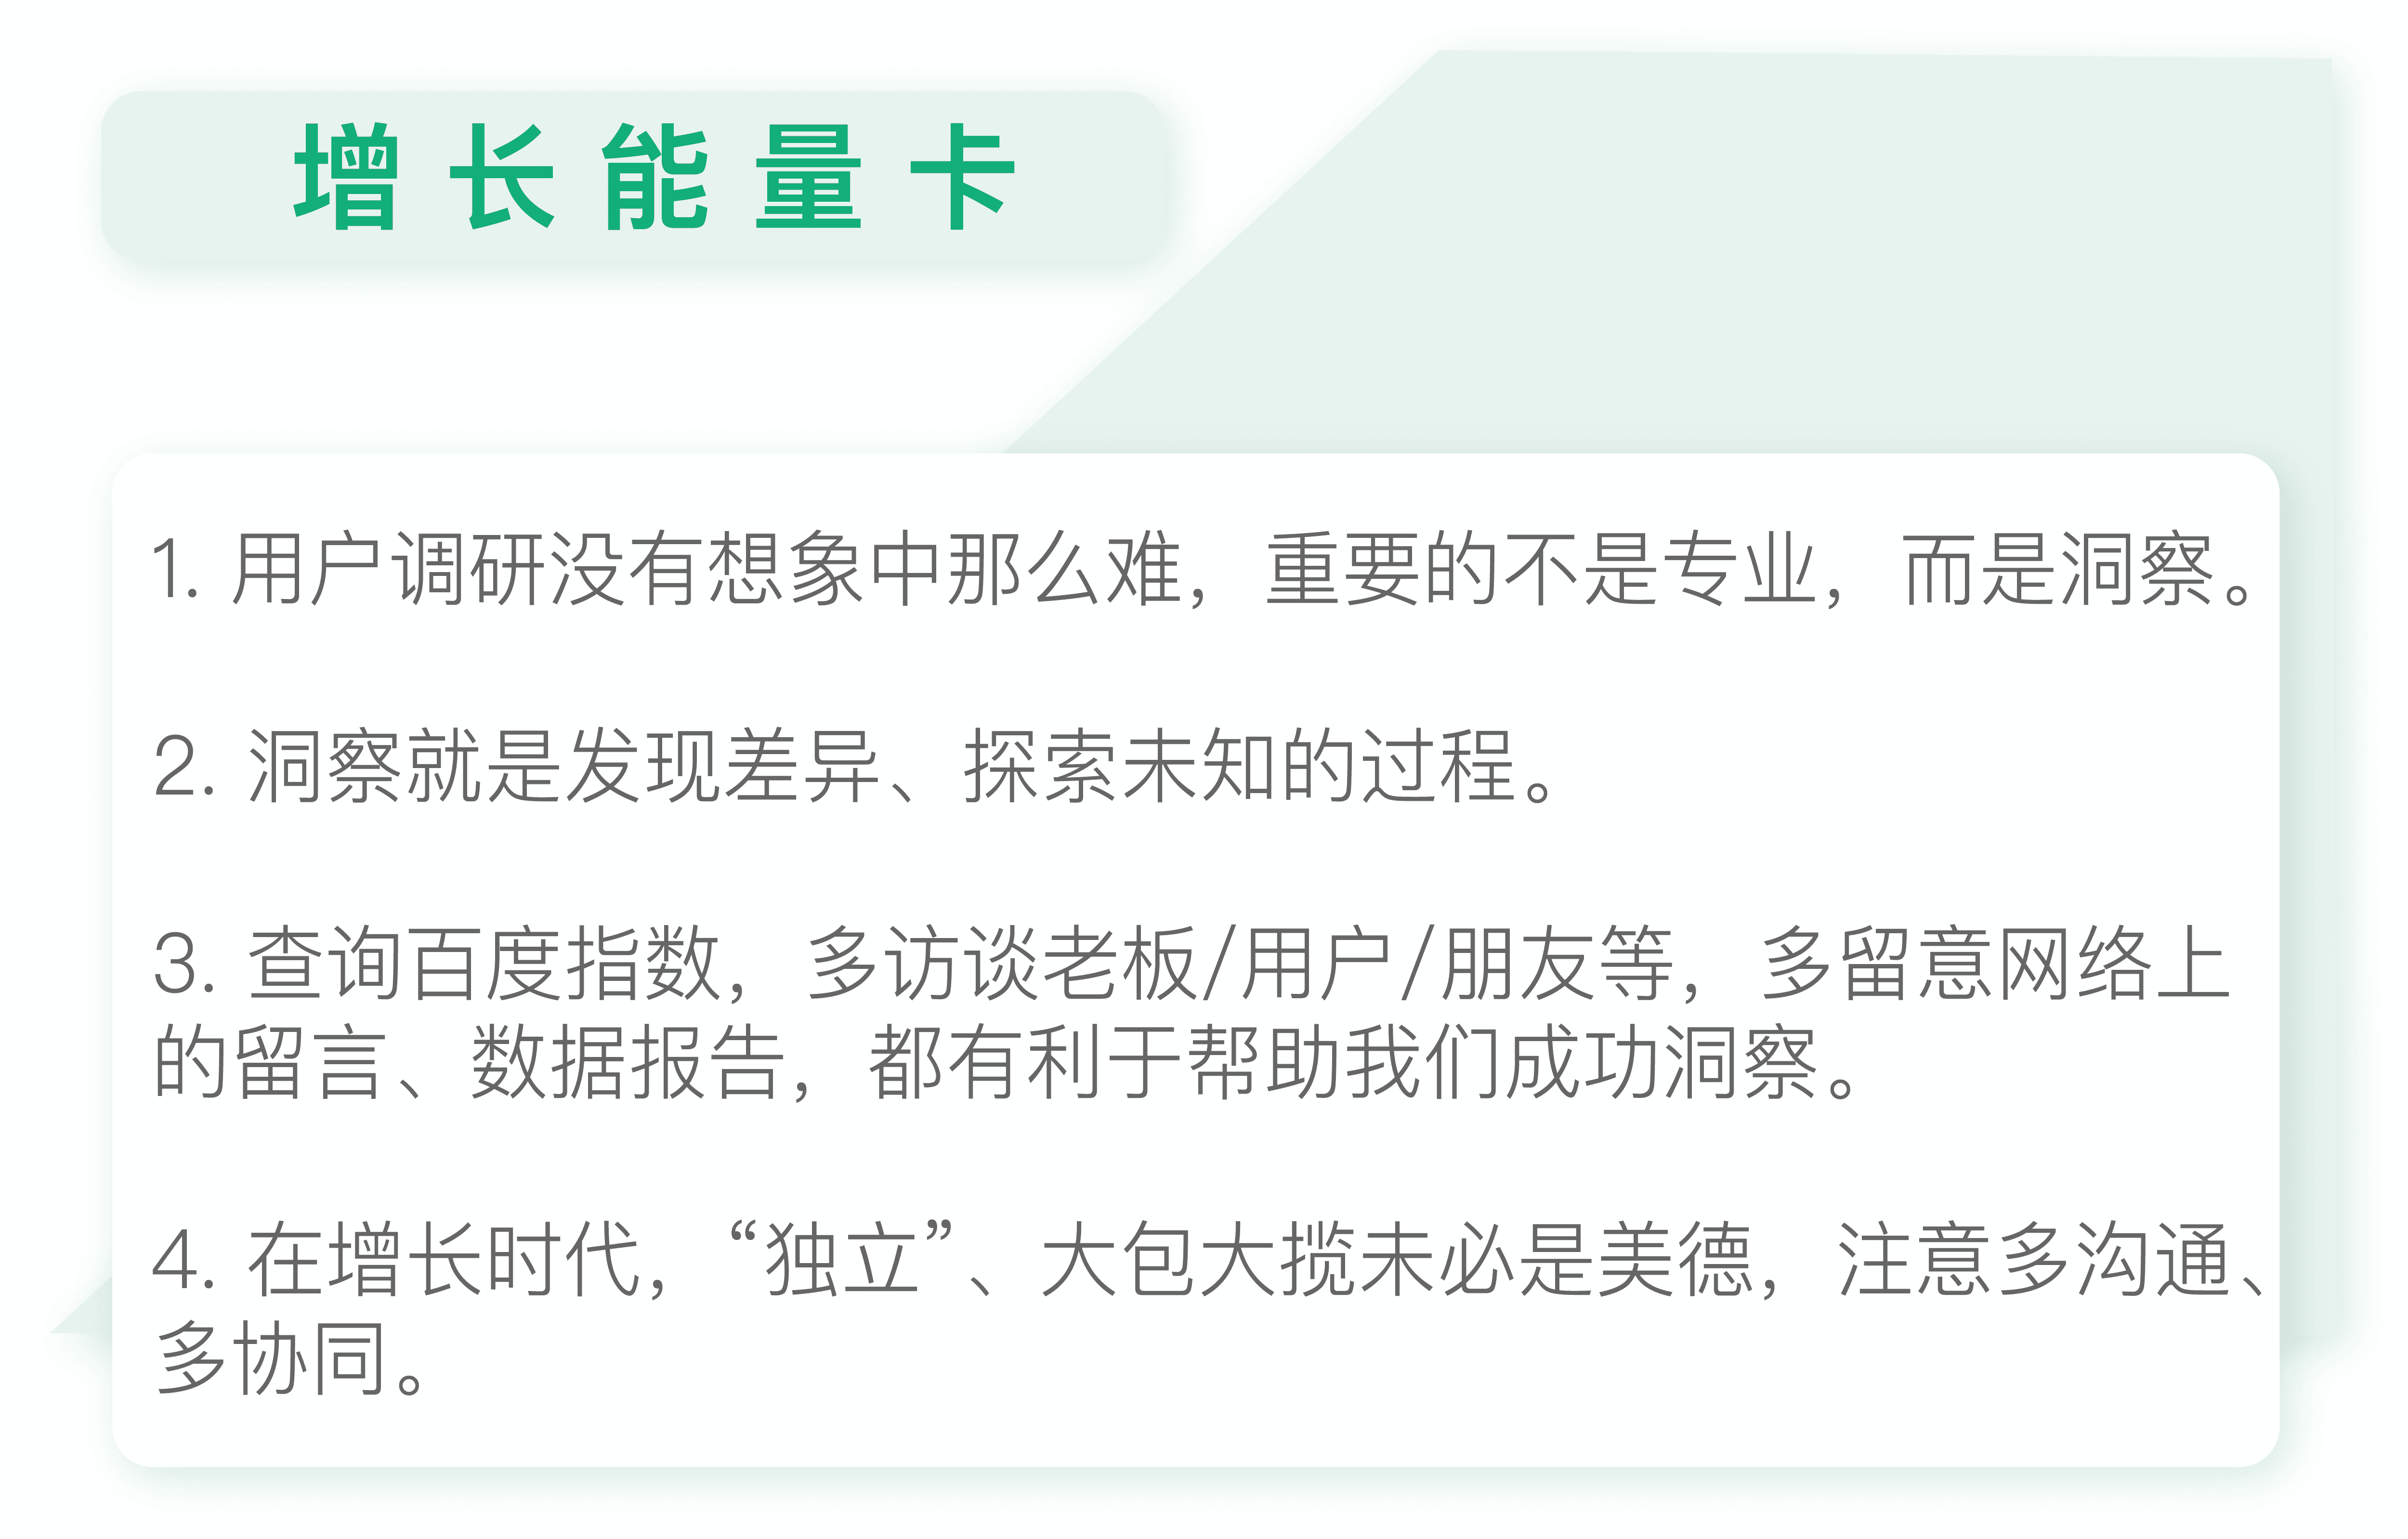 增长能量卡
1. 用户调研没有想象中那么难，重要的不是专业，而是洞察。
2. 洞察就是发现差异、探索未知的过程。
3. 查询百度指数，多访谈老板/用户/朋友等，多留意网络上
的留言、数据报告，都有利于帮助我们成功洞察。
4. 在增长时代，“独立”、大包大揽未必是美德，注意多沟通、
多协同。